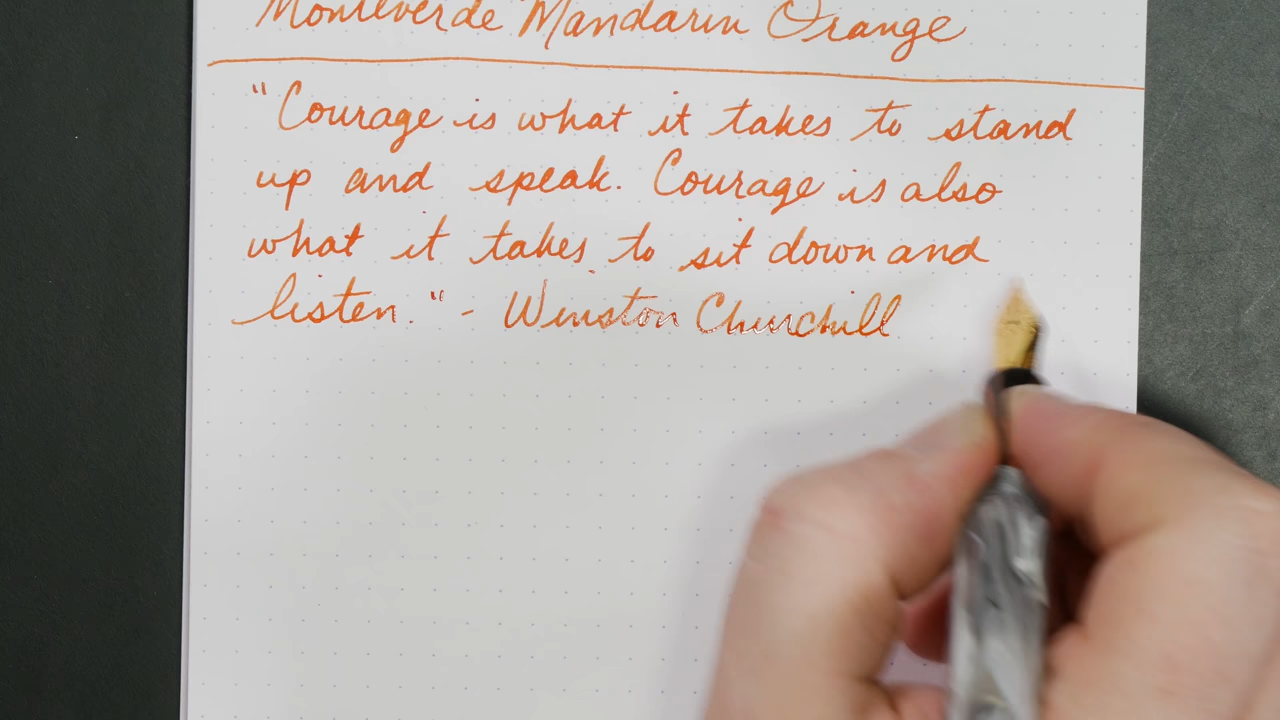 Monteverde Mandarin Orange
"Courage is what it takes to stand
up and speak. Courage is also
what it takes to sit down and
listen." - Winston Churchill